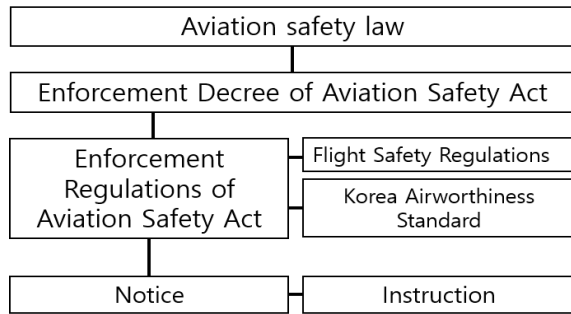 Aviation safety law
Enforcement Decree of Aviation Safety Act
Enforcement
Regulations of
Aviation Safety Act
Flight Safety Regulations
Korea Airworthiness
Standard
Notice
Instruction